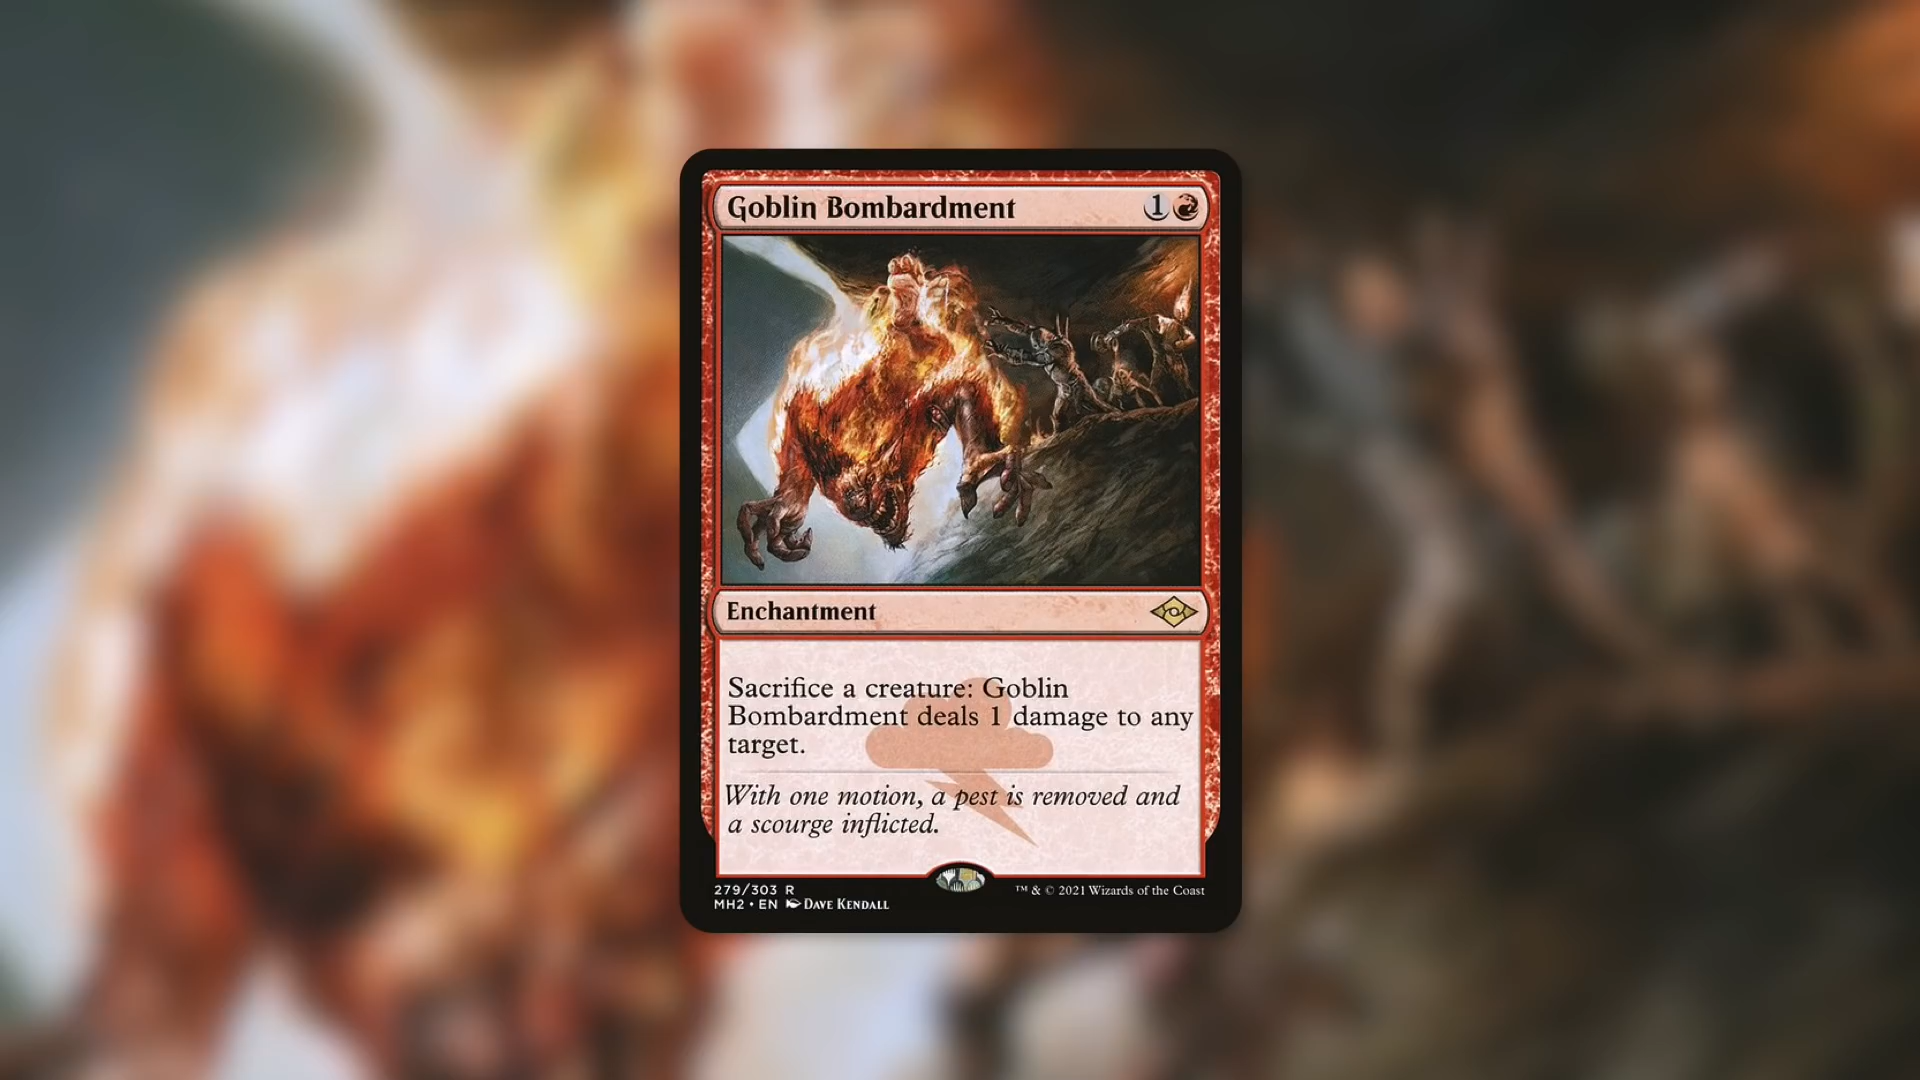 Goblin Bombardment 1
Enchantment
Sacrifice a creature: Goblin
Bombardment deals 1 damage to any
target.
With one motion, a pest is removed and
a scourge inflicted.
279/303 R
MH2 • EN Dave Kendall
™ & © 2021 Wizards of the Coast